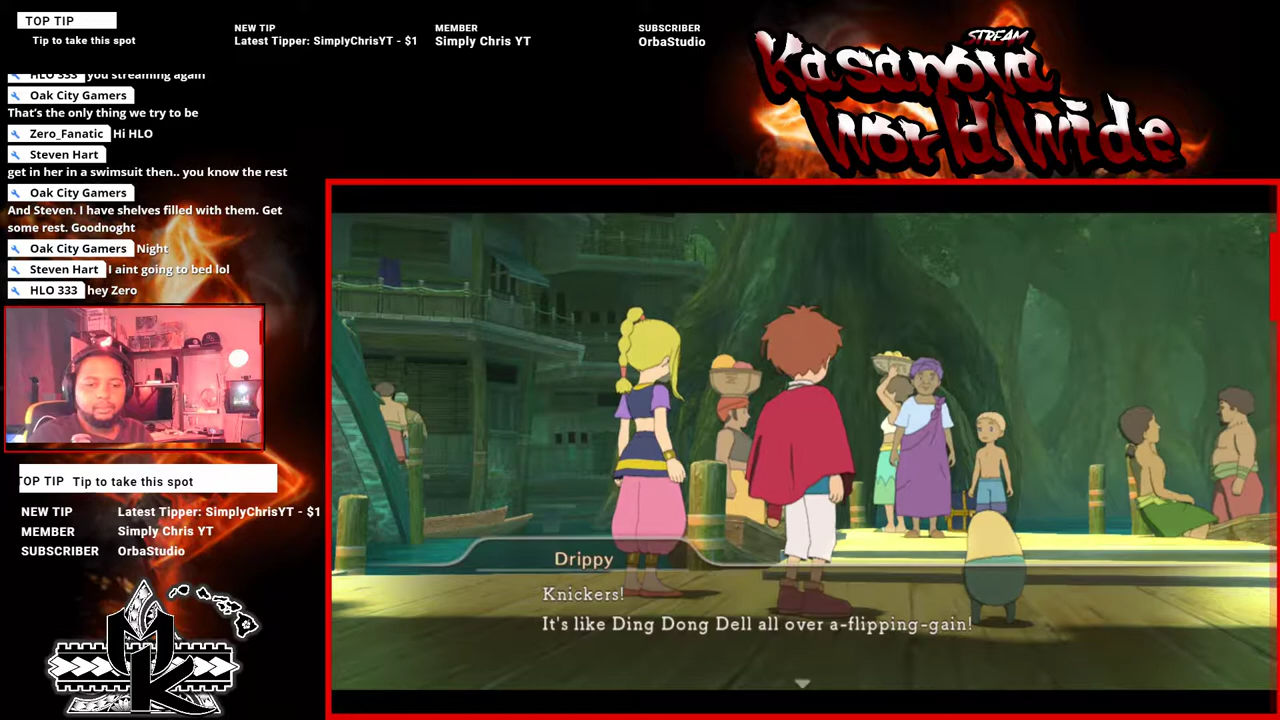 TOP TIP
Tip to take this spot
NEW TIP
Latest Tipper: SimplyChrisYT - $1
MEMBER
Simply Chris YT
SUBSCRIBER
OrbaStudio
STREAM
Kasanova
World Wide
HLO 333 you streaming again
Oak City Gamers
That's the only thing we try to be
Zero_Fanatic Hi HLO
Steven Hart
get in her in a swimsuit then.. you know the rest
Oak City Gamers
And Steven. I have shelves filled with them. Get
some rest. Goodnoght
Oak City Gamers Night
Steven Hart I aint going to bed lol
HLO 333 hey Zero
TOP TIP Tip to take this spot
NEW TIP Latest Tipper: SimplyChrisYT - $1
MEMBER Simply Chris YT
SUBSCRIBER OrbaStudio
Drippy
Knickers!
It's like Ding Dong Dell all over a-flipping-gain!